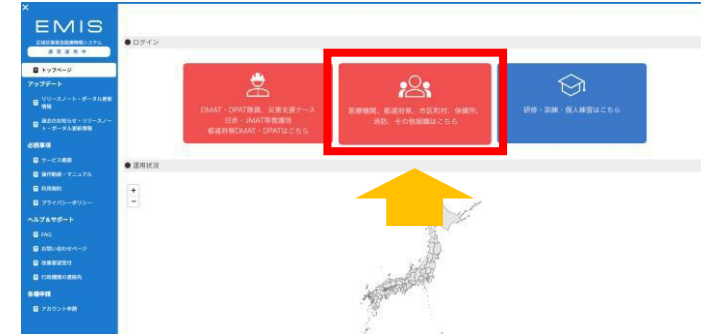 ×
EMIS
広域災害救急医療情報システム
通常運用中
トップページ
アップデート
リリースノート・ポータル更新
情報
過去のお知らせ・リリースノー
ト・ポータル更新情報
必読事項
サービス概要
操作動画・マニュアル
利用規約
プライバシーポリシー
ヘルプ&サポート
FAQ
お問い合わせページ
改善要望受付
行政機関の連絡先
各種申請
アカウント申請
● ログイン
DMAT・DPAT隊員、災害支援ナース
日赤・JMAT等救護班
都道府県DMAT・DPATはこちら
医療機関、都道府県、市区町村、保健所、
消防、その他組織はこちら
研修・訓練・個人練習はこちら
● 運用状況
+
−